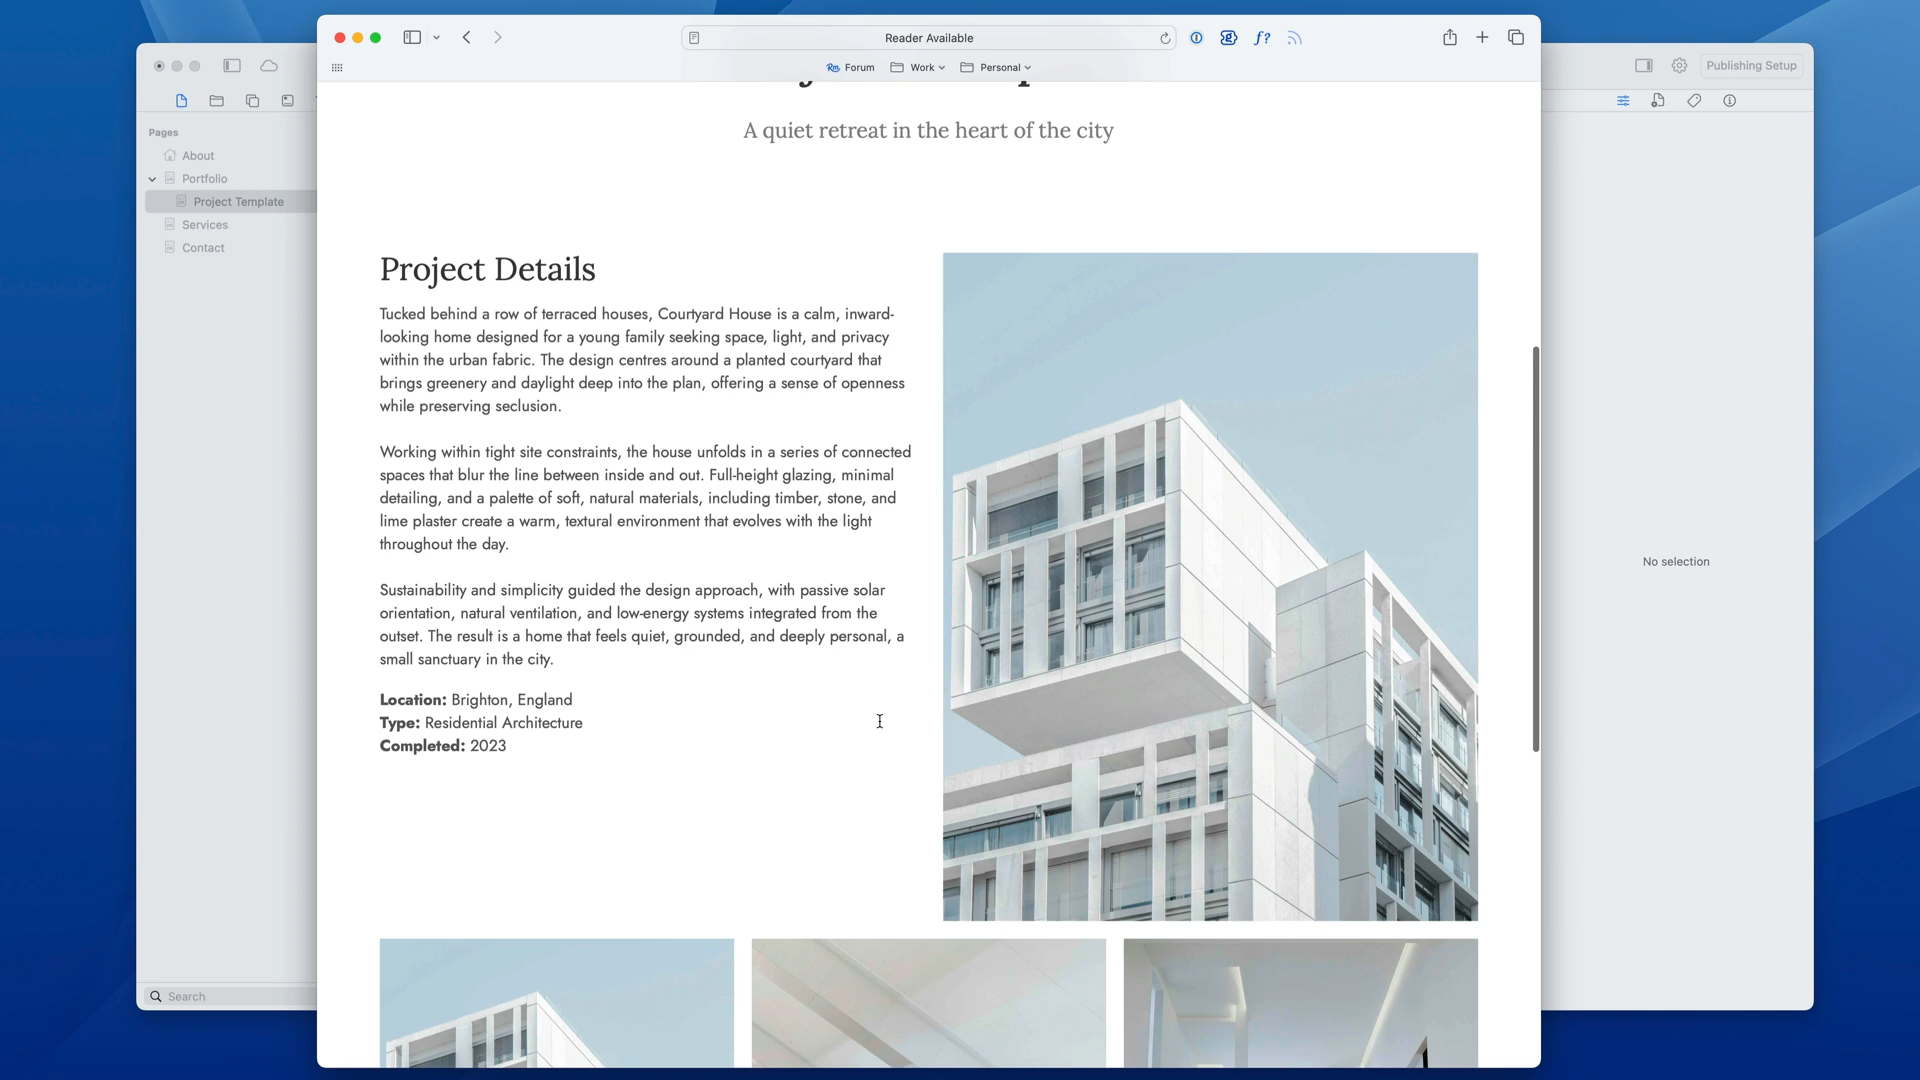 Reader Available
Forum
Work
Personal
Publishing Setup
Pages
About
Portfolio
Project Template
Services
Contact
Search
A quiet retreat in the heart of the city
Project Details
Tucked behind a row of terraced houses, Courtyard House is a calm, inward-
looking home designed for a young family seeking space, light, and privacy
within the urban fabric. The design centres around a planted courtyard that
brings greenery and daylight deep into the plan, offering a sense of openness
while preserving seclusion.
Working within tight site constraints, the house unfolds in a series of connected
spaces that blur the line between inside and out. Full-height glazing, minimal
detailing, and a palette of soft, natural materials, including timber, stone, and
lime plaster create a warm, textural environment that evolves with the light
throughout the day.
Sustainability and simplicity guided the design approach, with passive solar
orientation, natural ventilation, and low-energy systems integrated from the
outset. The result is a home that feels quiet, grounded, and deeply personal, a
small sanctuary in the city.
Location: Brighton, England
Type: Residential Architecture
Completed: 2023
No selection